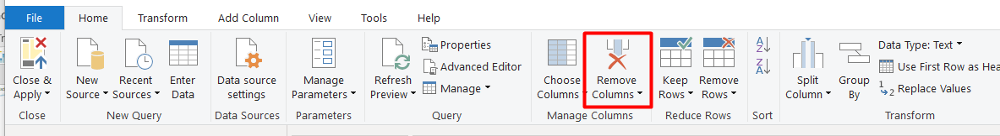 File Home Transform Add Column View Tools Help
Close & Apply
New Source
Recent Sources
Enter Data
Data source settings
Manage Parameters
Refresh Preview
Properties
Advanced Editor
Manage
Choose Columns
Remove Columns
Keep Rows
Remove Rows
A
Z
Z
A
Split Column
Group By
Data Type: Text
Use First Row as Hea
1
2
Replace Values
Close New Query Data Sources Parameters Query Manage Columns Reduce Rows Sort Transform